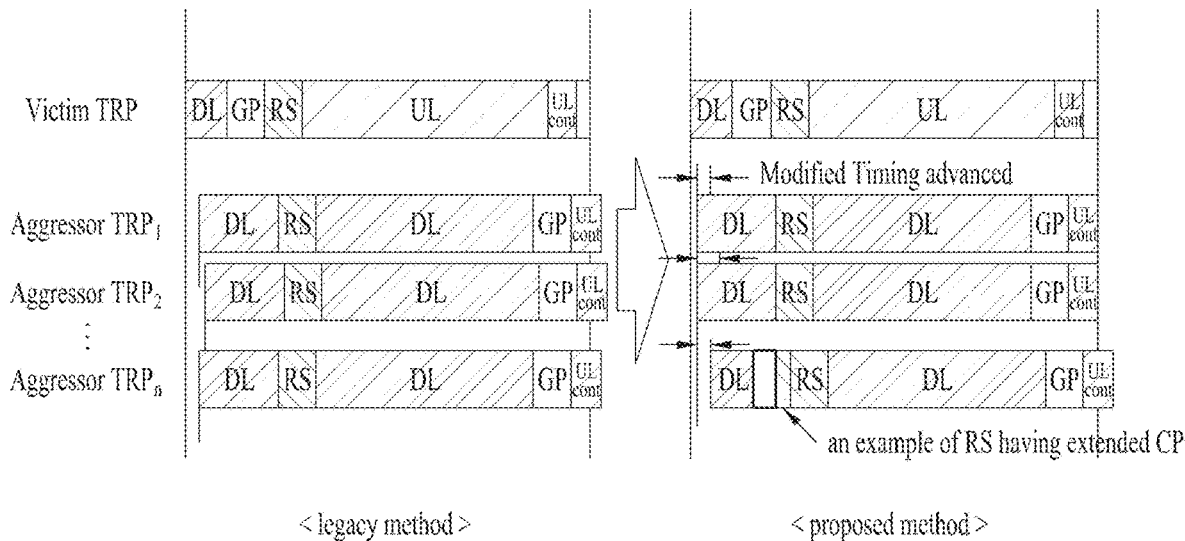 Victim TRP DL GP RS UL UL cont DL GP RS UL UL cont
Modified Timing advanced
Aggressor TRP1 DL RS DL GP UL cont DL RS DL GP UL cont
Aggressor TRP2 DL RS DL GP UL cont DL RS DL GP UL cont
Aggressor TRPn DL RS DL GP UL cont DL RS DL GP UL cont
an example of RS having extended CP
< legacy method > < proposed method >